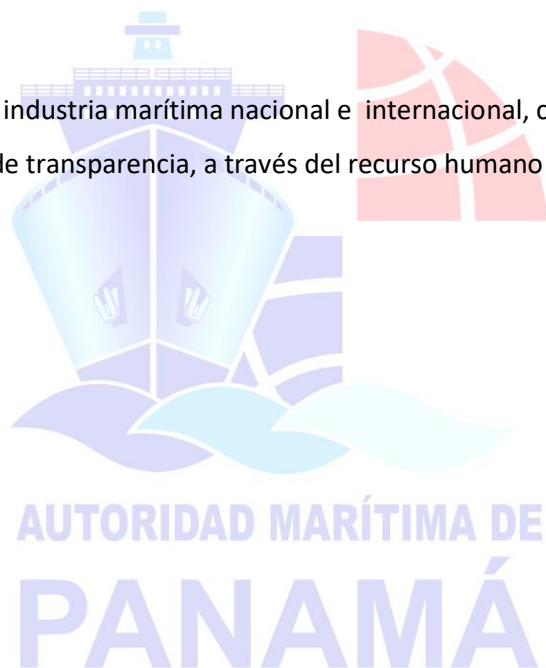 industria marítima nacional e internacional,
de transparencia, a través del recurso humano
AUTORIDAD MARÍTIMA DE
PANAMÁ